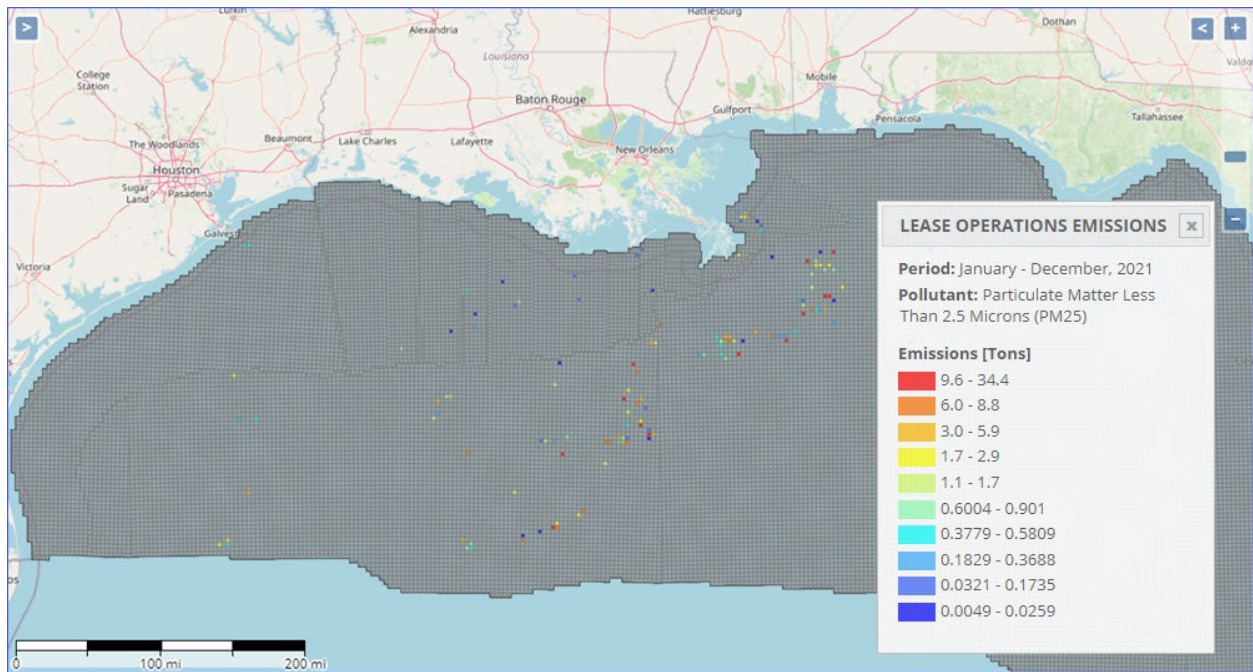 Lufkin
Hattiesburg
>
Alexandria
Dothan
<
+
Louisiana
Valdo
College
Station
Mobile
Baton Rouge
Gulfport
Pensacola
Tallahassee
The Woodlands
Beaumont
Lake Charles
Lafayette
New Orleans
Houston
Sugar
Land
Pasadena
Galvest
−
LEASE OPERATIONS EMISSIONS
x
Victoria
Period: January - December, 2021
Pollutant: Particulate Matter Less
Than 2.5 Microns (PM25)
Emissions [Tons]
9.6 - 34.4
6.0 - 8.8
3.0 - 5.9
1.7 - 2.9
1.1 - 1.7
0.6004 - 0.901
0.3779 - 0.5809
0.1829 - 0.3688
0.0321 - 0.1735
0.0049 - 0.0259
os
0 100 mi 200 mi